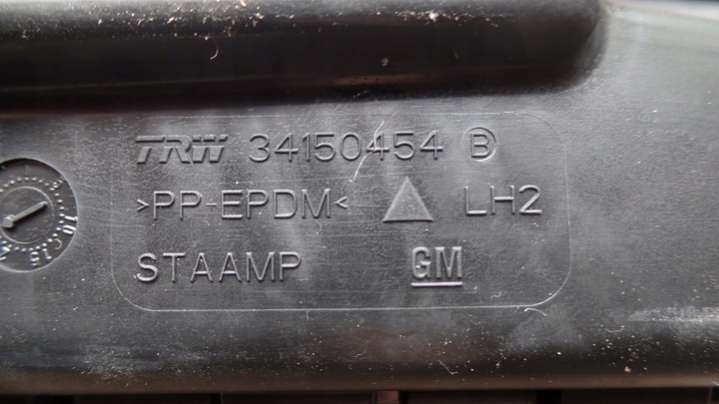 TRW 34150454 B
>PP-EPDM< LH2
STAAMP GM